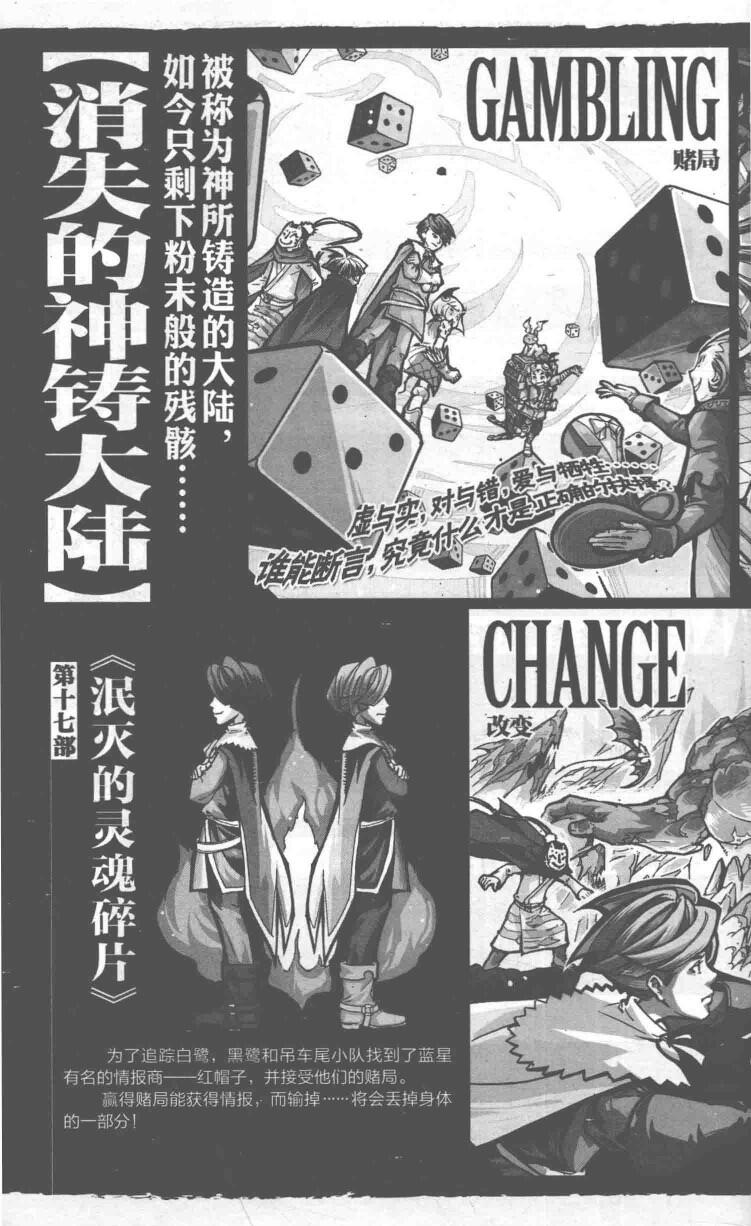 【消失的神铸大陆】
被称为神所铸造的大陆，
如今只剩下粉末般的残骸……
GAMBLING
赌局
虚与实，对与错，爱与牺牲……
谁能断言，究竟什么才是正确的抉择？
《泯灭的灵魂碎片》
第十七部
CHANGE
改变
为了追踪白鹭，黑鹭和吊车尾小队找到了蓝星
有名的情报商——红帽子，并接受他们的赌局。
赢得赌局能获得情报，而输掉……将会丢掉身体
的一部分！